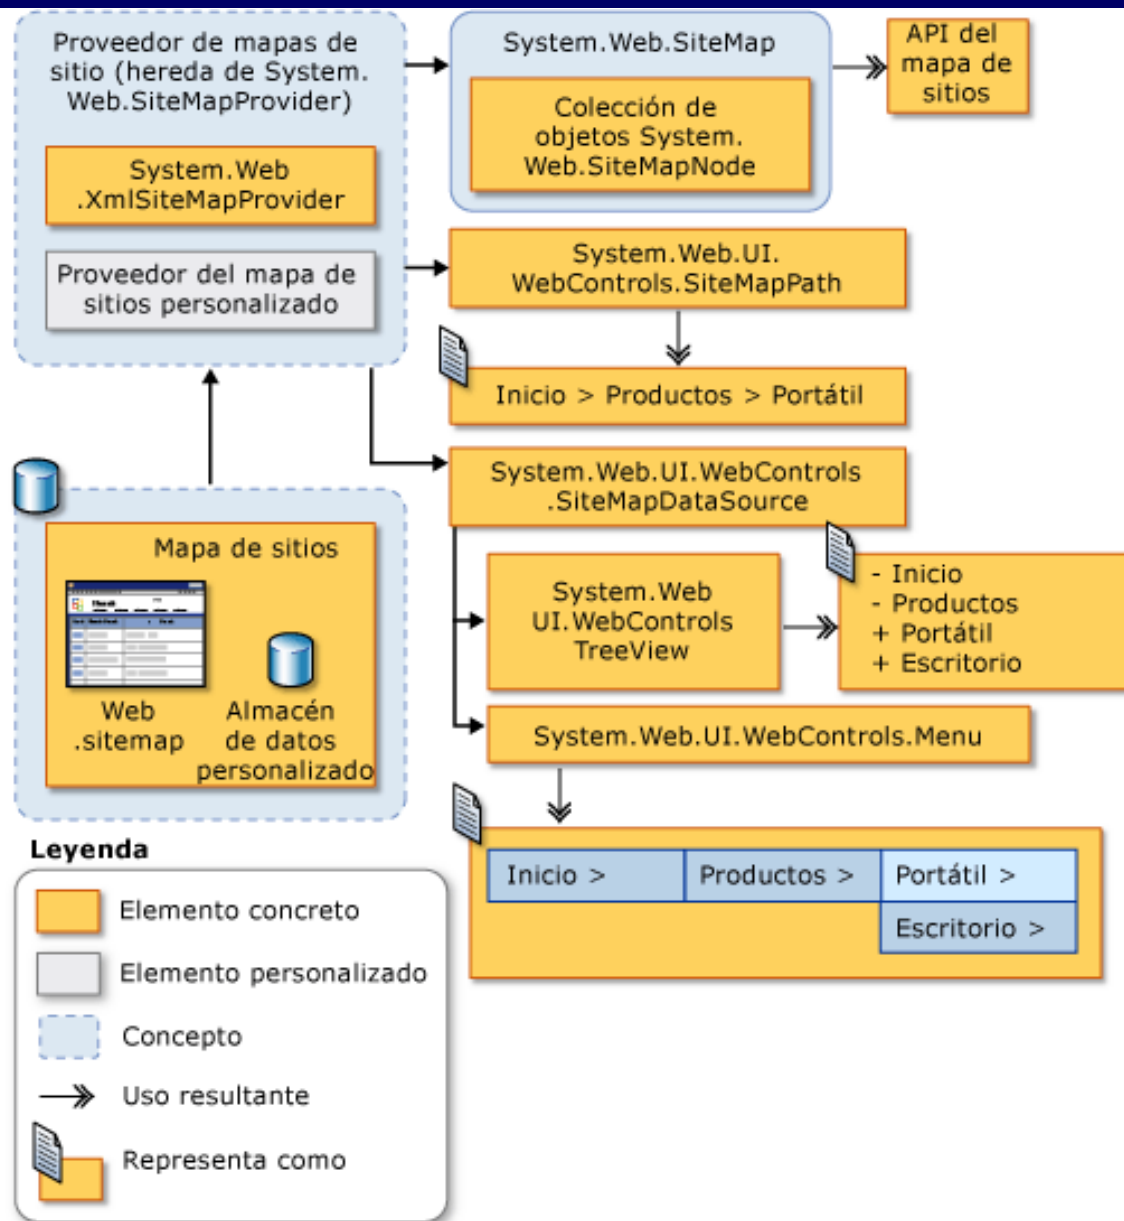 Proveedor de mapas de
sitio (hereda de System.
Web.SiteMapProvider)
System.Web
.XmlSiteMapProvider
Proveedor del mapa de
sitios personalizado
System.Web.SiteMap
Colección de
objetos System.
Web.SiteMapNode
API del
mapa de
sitios
System.Web.UI.
WebControls.SiteMapPath
Inicio > Productos > Portátil
System.Web.UI.WebControls
.SiteMapDataSource
System.Web
UI.WebControls
TreeView
- Inicio
- Productos
+ Portátil
+ Escritorio
System.Web.UI.WebControls.Menu
Inicio >
Productos >
Portátil >
Escritorio >
Mapa de sitios
Web
.sitemap
Almacén
de datos
personalizado
Leyenda
Elemento concreto
Elemento personalizado
Concepto
Uso resultante
Representa como